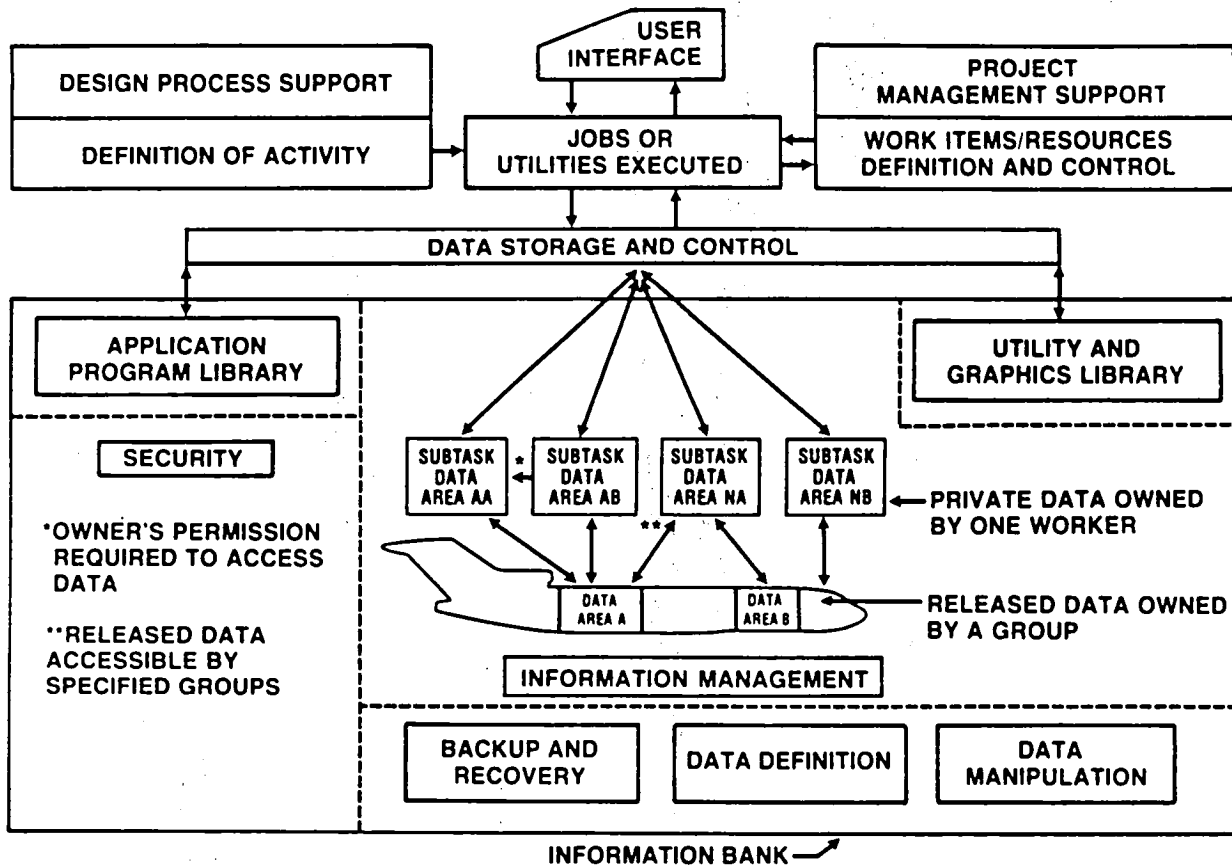 USER
INTERFACE
DESIGN PROCESS SUPPORT
DEFINITION OF ACTIVITY
JOBS OR
UTILITIES EXECUTED
PROJECT
MANAGEMENT SUPPORT
WORK ITEMS/RESOURCES
DEFINITION AND CONTROL
DATA STORAGE AND CONTROL
APPLICATION
PROGRAM LIBRARY
UTILITY AND
GRAPHICS LIBRARY
SECURITY
*OWNER'S PERMISSION
REQUIRED TO ACCESS
DATA
**RELEASED DATA
ACCESSIBLE BY
SPECIFIED GROUPS
SUBTASK
DATA
AREA AA
*
SUBTASK
DATA
AREA AB
SUBTASK
DATA
AREA NA
**
SUBTASK
DATA
AREA NB
PRIVATE DATA OWNED
BY ONE WORKER
DATA
AREA A
DATA
AREA B
RELEASED DATA OWNED
BY A GROUP
INFORMATION MANAGEMENT
BACKUP AND
RECOVERY
DATA DEFINITION
DATA
MANIPULATION
INFORMATION BANK